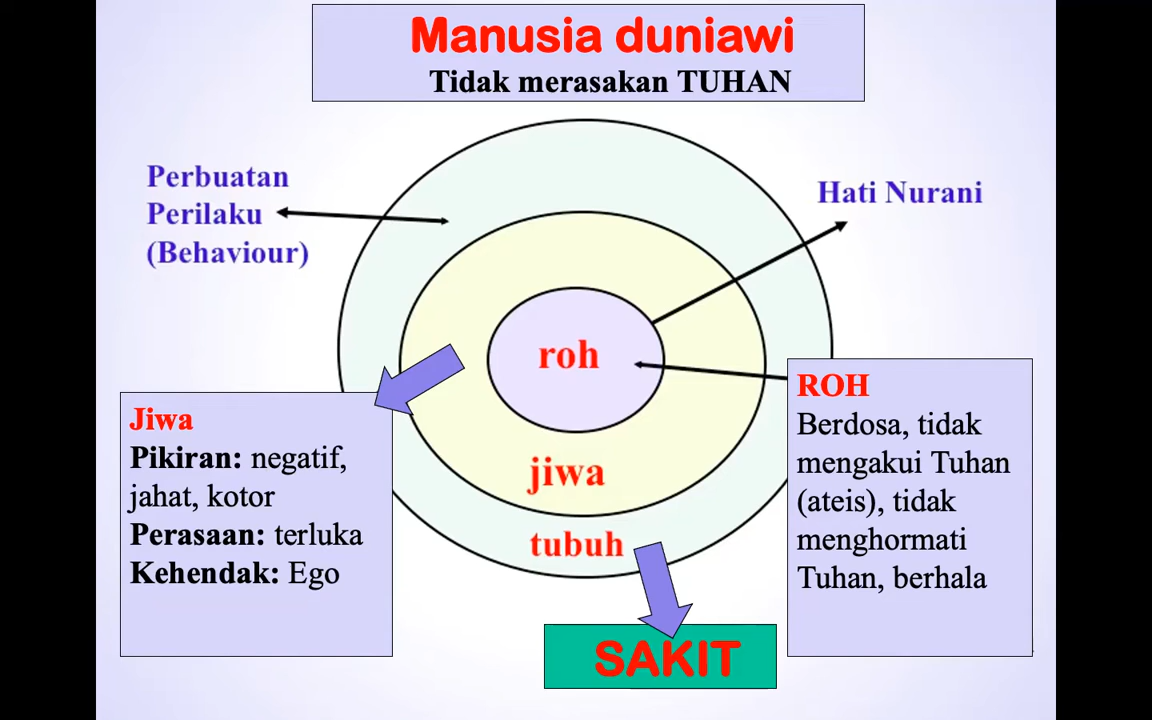 Manusia duniawi
Tidak merasakan TUHAN
Perbuatan
Perilaku
(Behaviour)
Hati Nurani
roh
jiwa
tubuh
Jiwa
Pikiran: negatif,
jahat, kotor
Perasaan: terluka
Kehendak: Ego
ROH
Berdosa, tidak
mengakui Tuhan
(ateis), tidak
menghormati
Tuhan, berhala
SAKIT